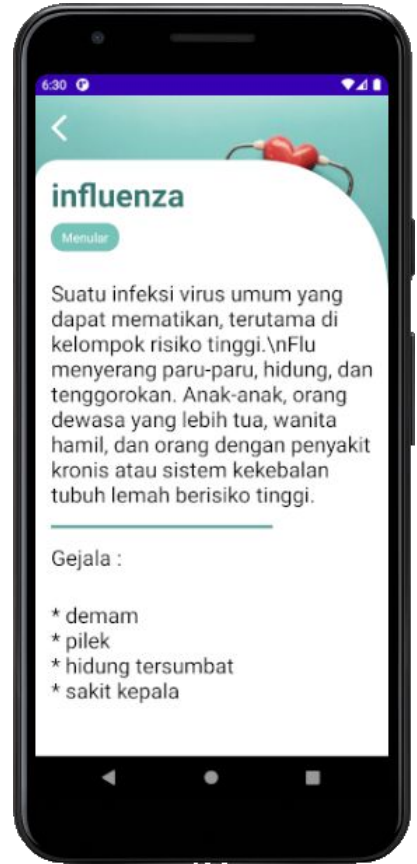 6:30
influenza
Menular
Suatu infeksi virus umum yang
dapat mematikan, terutama di
kelompok risiko tinggi.\nFlu
menyerang paru-paru, hidung, dan
tenggorokan. Anak-anak, orang
dewasa yang lebih tua, wanita
hamil, dan orang dengan penyakit
kronis atau sistem kekebalan
tubuh lemah berisiko tinggi.
Gejala :
* demam
* pilek
* hidung tersumbat
* sakit kepala